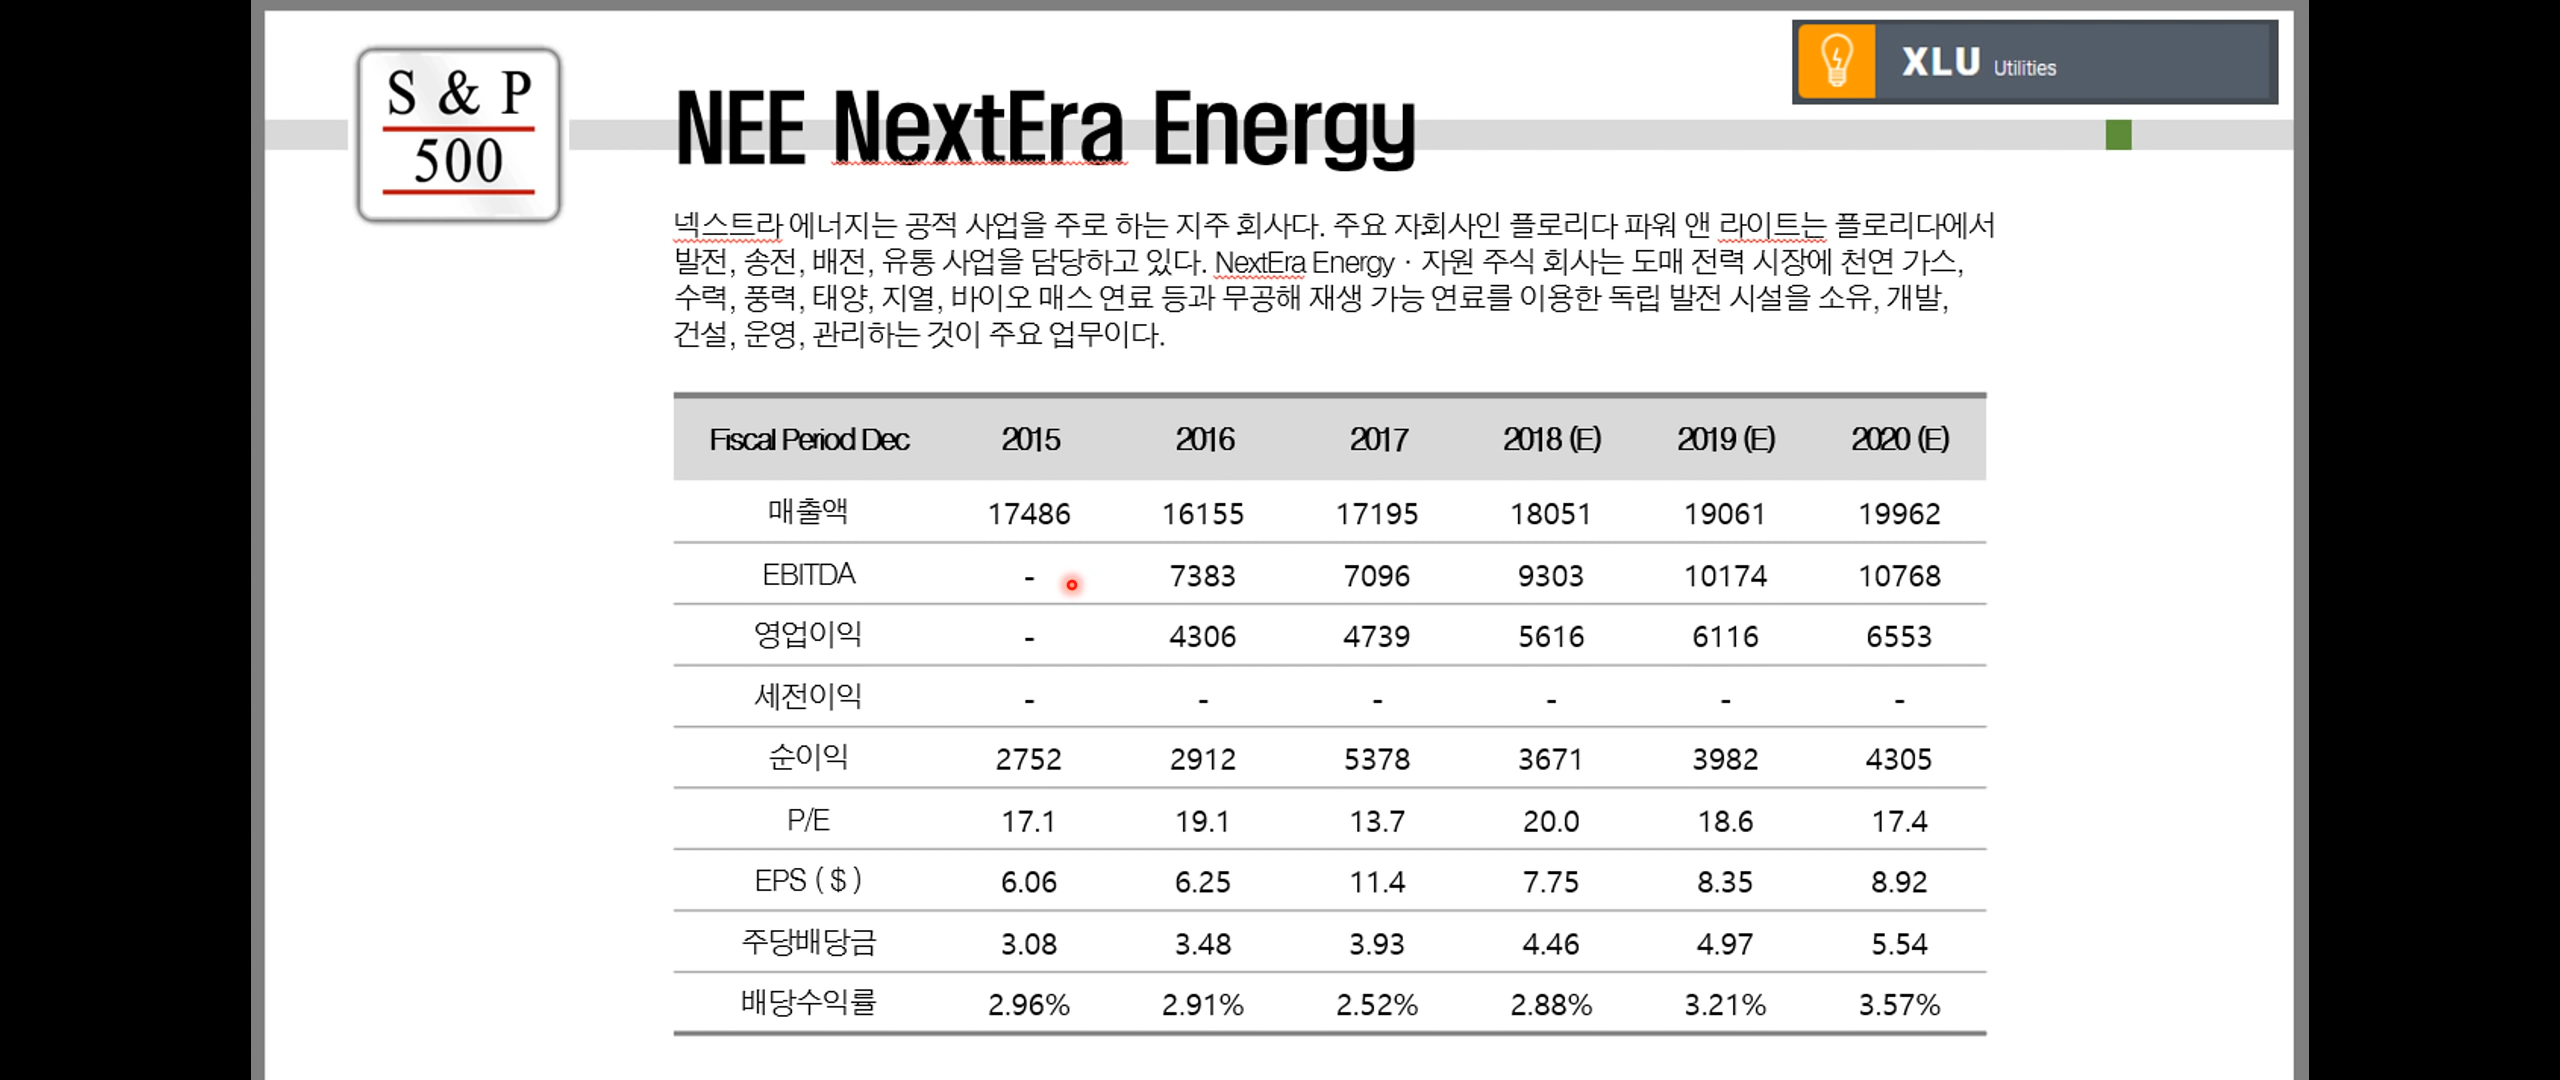 S & P
500
XLU Utilities
NEE NextEra Energy
넥스트라 에너지는 공적 사업을 주로 하는 지주 회사다. 주요 자회사인 플로리다 파워 앤 라이트는 플로리다에서
발전, 송전, 배전, 유통 사업을 담당하고 있다. NextEra Energy · 자원 주식 회사는 도매 전력 시장에 천연 가스,
수력, 풍력, 태양, 지열, 바이오 매스 연료 등과 무공해 재생 가능 연료를 이용한 독립 발전 시설을 소유, 개발,
건설, 운영, 관리하는 것이 주요 업무이다.
Fiscal Period Dec 2015 2016 2017 2018 (E) 2019 (E) 2020 (E)
매출액 17486 16155 17195 18051 19061 19962
EBITDA - 7383 7096 9303 10174 10768
영업이익 - 4306 4739 5616 6116 6553
세전이익 - - - - - -
순이익 2752 2912 5378 3671 3982 4305
P/E 17.1 19.1 13.7 20.0 18.6 17.4
EPS ( $ ) 6.06 6.25 11.4 7.75 8.35 8.92
주당배당금 3.08 3.48 3.93 4.46 4.97 5.54
배당수익률 2.96% 2.91% 2.52% 2.88% 3.21% 3.57%